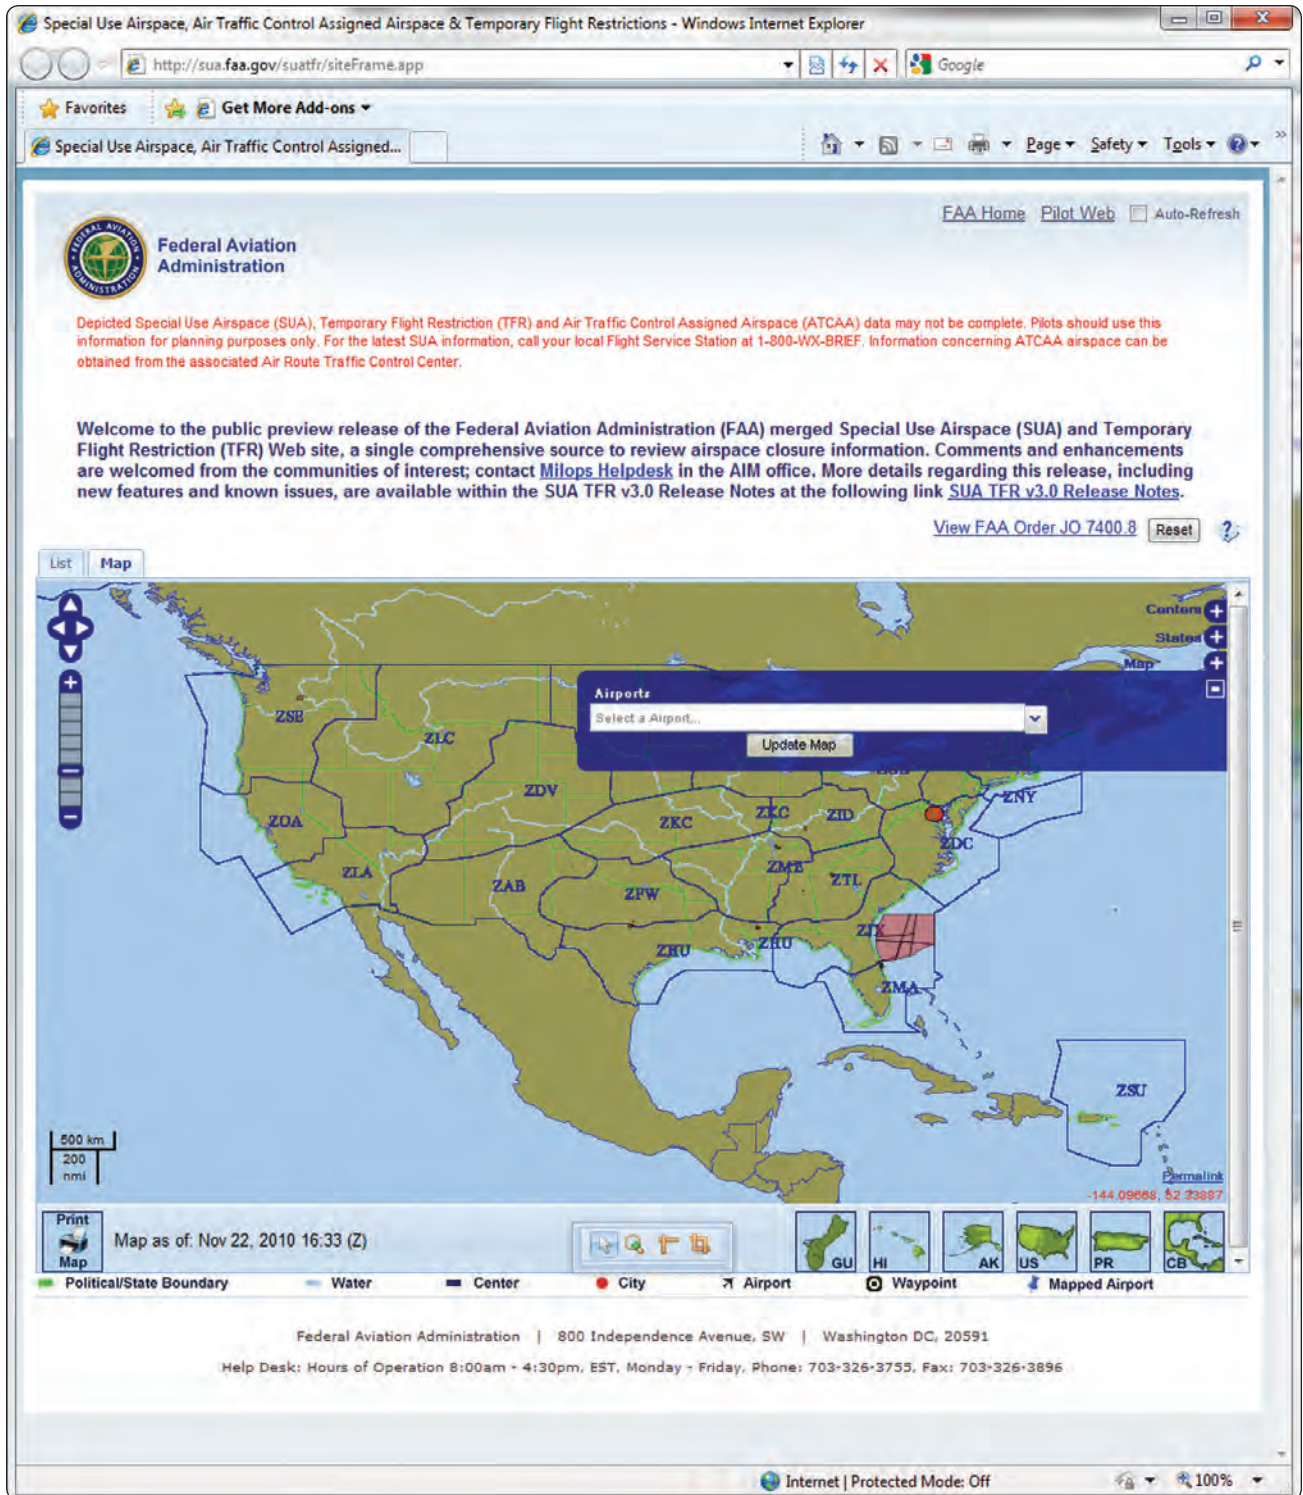 Special Use Airspace, Air Traffic Control Assigned Airspace & Temporary Flight Restrictions - Windows Internet Explorer
http://sua.faa.gov/suatfr/siteFrame.app
Google
Favorites
Get More Add-ons
Special Use Airspace, Air Traffic Control Assigned...
Page Safety Tools
FAA Home Pilot Web Auto-Refresh
Federal Aviation
Administration
FEDERAL AVIATION ADMINISTRATION
Depicted Special Use Airspace (SUA), Temporary Flight Restriction (TFR) and Air Traffic Control Assigned Airspace (ATCAA) data may not be complete. Pilots should use this
information for planning purposes only. For the latest SUA information, call your local Flight Service Station at 1-800-WX-BRIEF. Information concerning ATCAA airspace can be
obtained from the associated Air Route Traffic Control Center.
Welcome to the public preview release of the Federal Aviation Administration (FAA) merged Special Use Airspace (SUA) and Temporary
Flight Restriction (TFR) Web site, a single comprehensive source to review airspace closure information. Comments and enhancements
are welcomed from the communities of interest; contact Milops Helpdesk in the AIM office. More details regarding this release, including
new features and known issues, are available within the SUA TFR v3.0 Release Notes at the following link SUA TFR v3.0 Release Notes.
View FAA Order JO 7400.8 Reset
List Map
Centers
States
Map
Airports
Select a Airport...
Update Map
ZSE
ZLC
ZDV
ZNY
ZOA
ZKC
ZKC
ZID
ZDC
ZLA
ZAB
ZFW
ZME
ZTL
ZJX
ZHU
ZHU
ZMA
ZSU
500 km
200
nmi
Permalink
-144.09668, 52.33887
Print
Map
Map as of: Nov 22, 2010 16:33 (Z)
GU HI AK US PR CB
Political/State Boundary Water Center City Airport Waypoint Mapped Airport
Federal Aviation Administration | 800 Independence Avenue, SW | Washington DC, 20591
Help Desk: Hours of Operation 8:00am - 4:30pm, EST, Monday - Friday, Phone: 703-326-3755, Fax: 703-326-3896
Internet | Protected Mode: Off
100%